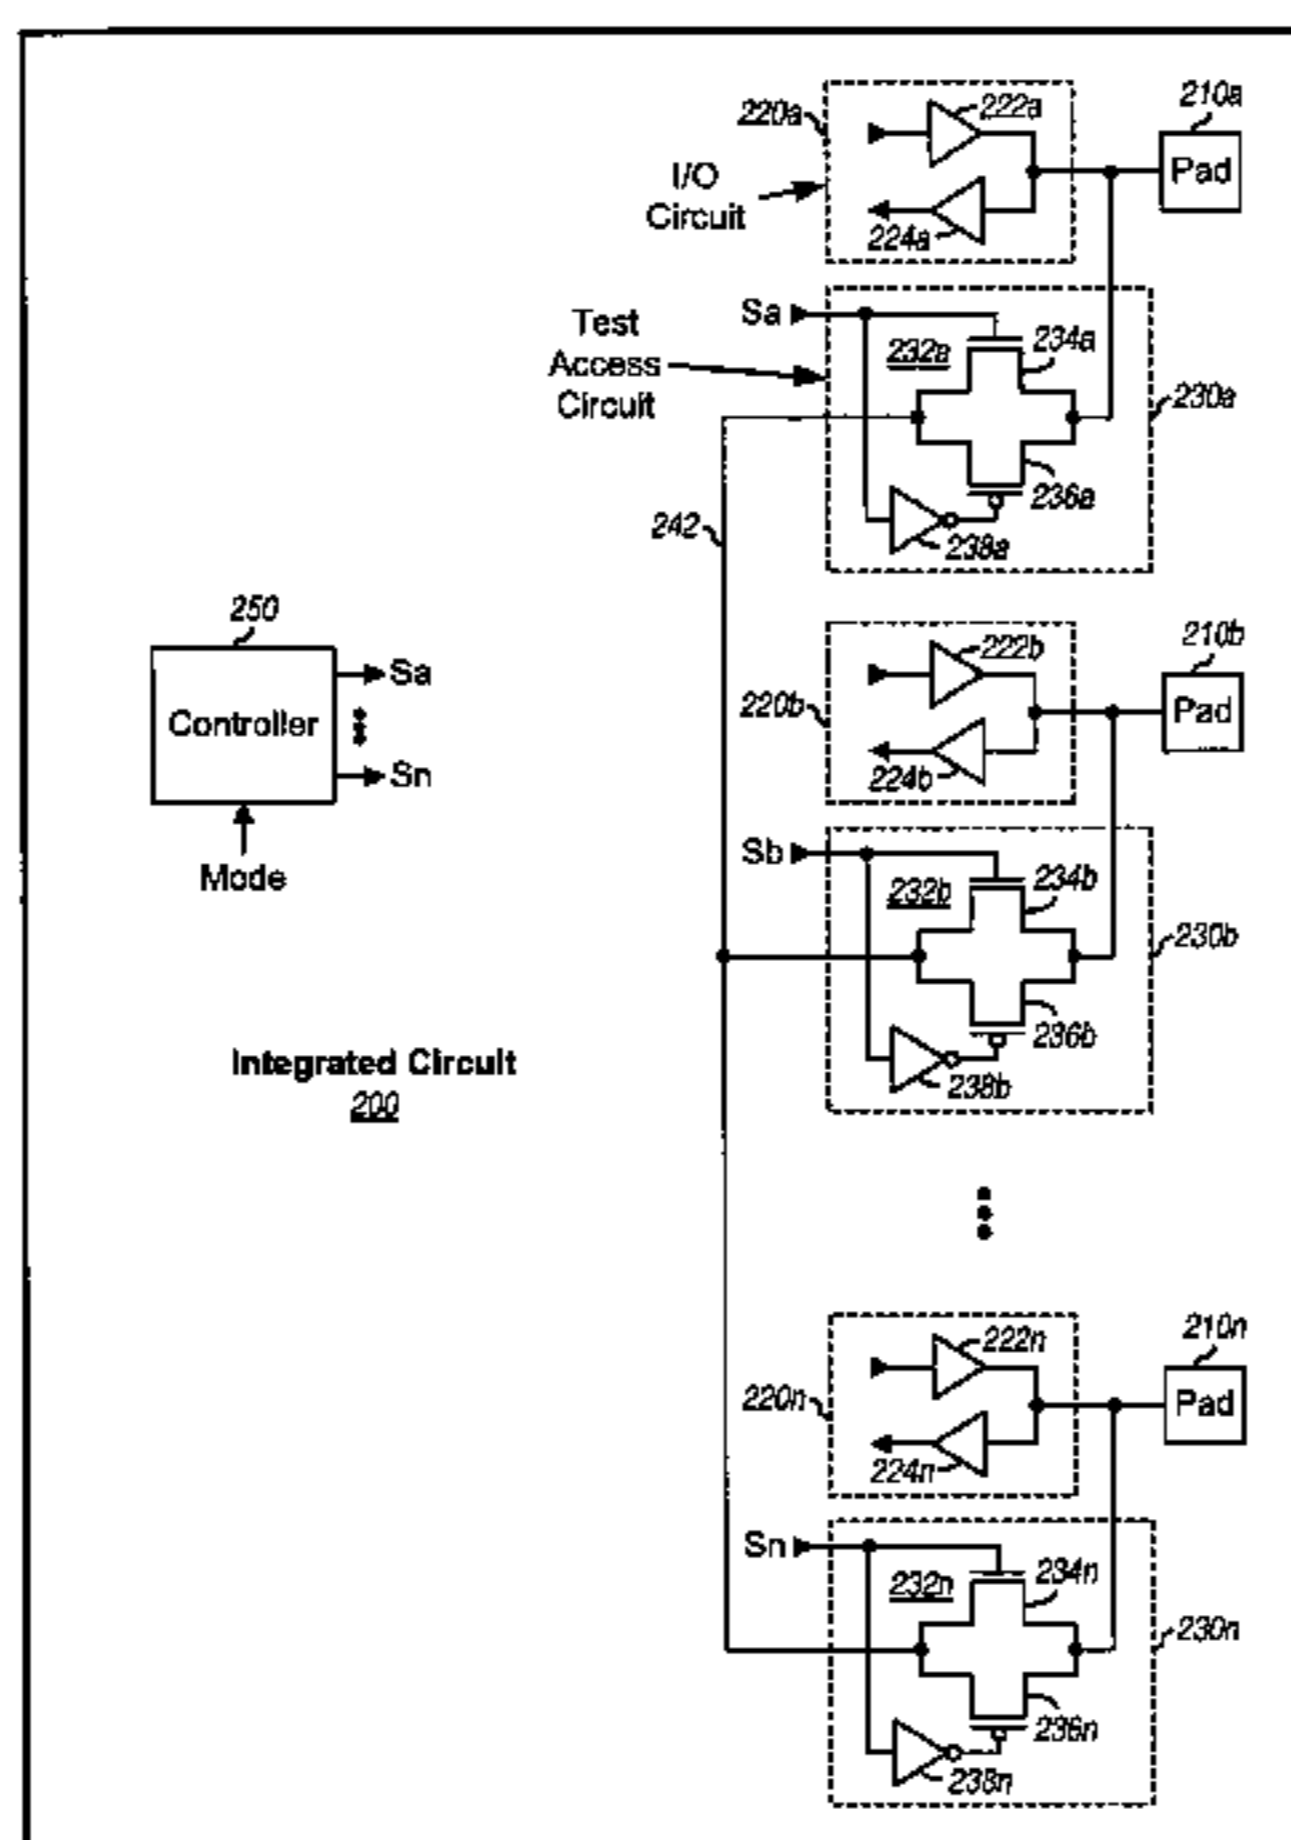 220a
222a
210a
Pad
I/O
Circuit
224a
Sa
Test
Access
Circuit
232a
234a
230a
236a
238a
242
250
Controller
Sa
Sn
Mode
222b
210b
Pad
220b
224b
Sb
232b
234b
230b
236b
238b
Integrated Circuit
200
222n
210n
Pad
220n
224n
Sn
232n
234n
230n
236n
238n